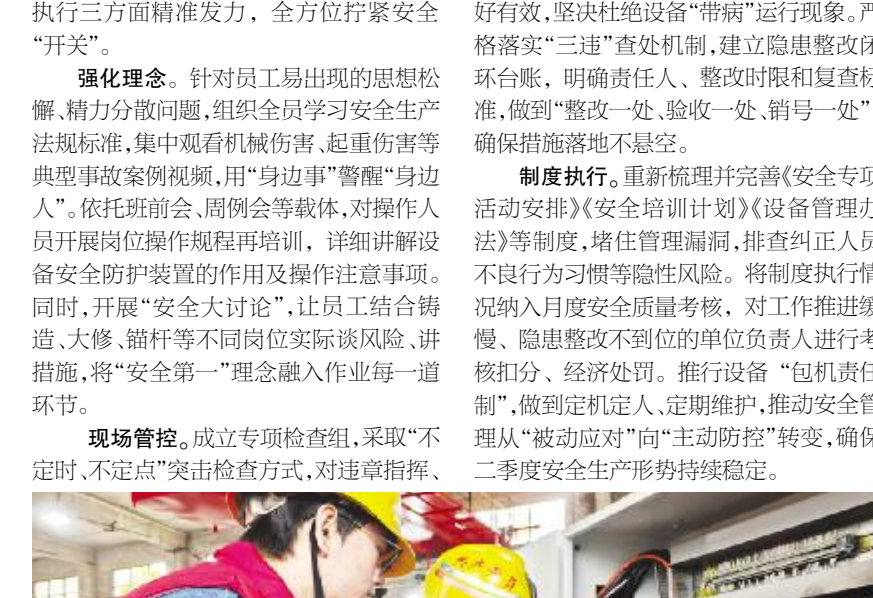 执行三方面精准发力，全方位拧紧安全
“开关”。
强化理念。针对员工易出现的思想松
懈、精力分散问题，组织全员学习安全生产
法规标准，集中观看机械伤害、起重伤害等
典型事故案例视频，用“身边事”警醒“身边
人”。依托班前会、周例会等载体，对操作人
员开展岗位操作规程再培训，详细讲解设
备安全防护装置的作用及操作注意事项。
同时，开展“安全大讨论”，让员工结合铸
造、大修、锚杆等不同岗位实际谈风险、讲
措施，将“安全第一”理念融入作业每一道
环节。
现场管控。成立专项检查组，采取“不
定时、不定点”突击检查方式，对违章指挥、
好有效，坚决杜绝设备“带病”运行现象。严
格落实“三违”查处机制，建立隐患整改闭
环台账，明确责任人、整改时限和复查标
准，做到“整改一处、验收一处、销号一处”
确保措施落地不悬空。
制度执行。重新梳理并完善《安全专项
活动安排》《安全培训计划》《设备管理办
法》等制度，堵住管理漏洞，排查纠正人员
不良行为习惯等隐性风险。将制度执行情
况纳入月度安全质量考核，对工作推进缓
慢、隐患整改不到位的单位负责人进行考
核扣分、经济处罚。推行设备“包机责任
制”，做到定机定人、定期维护，推动安全管
理从“被动应对”向“主动防控”转变，确保
二季度安全生产形势持续稳定。